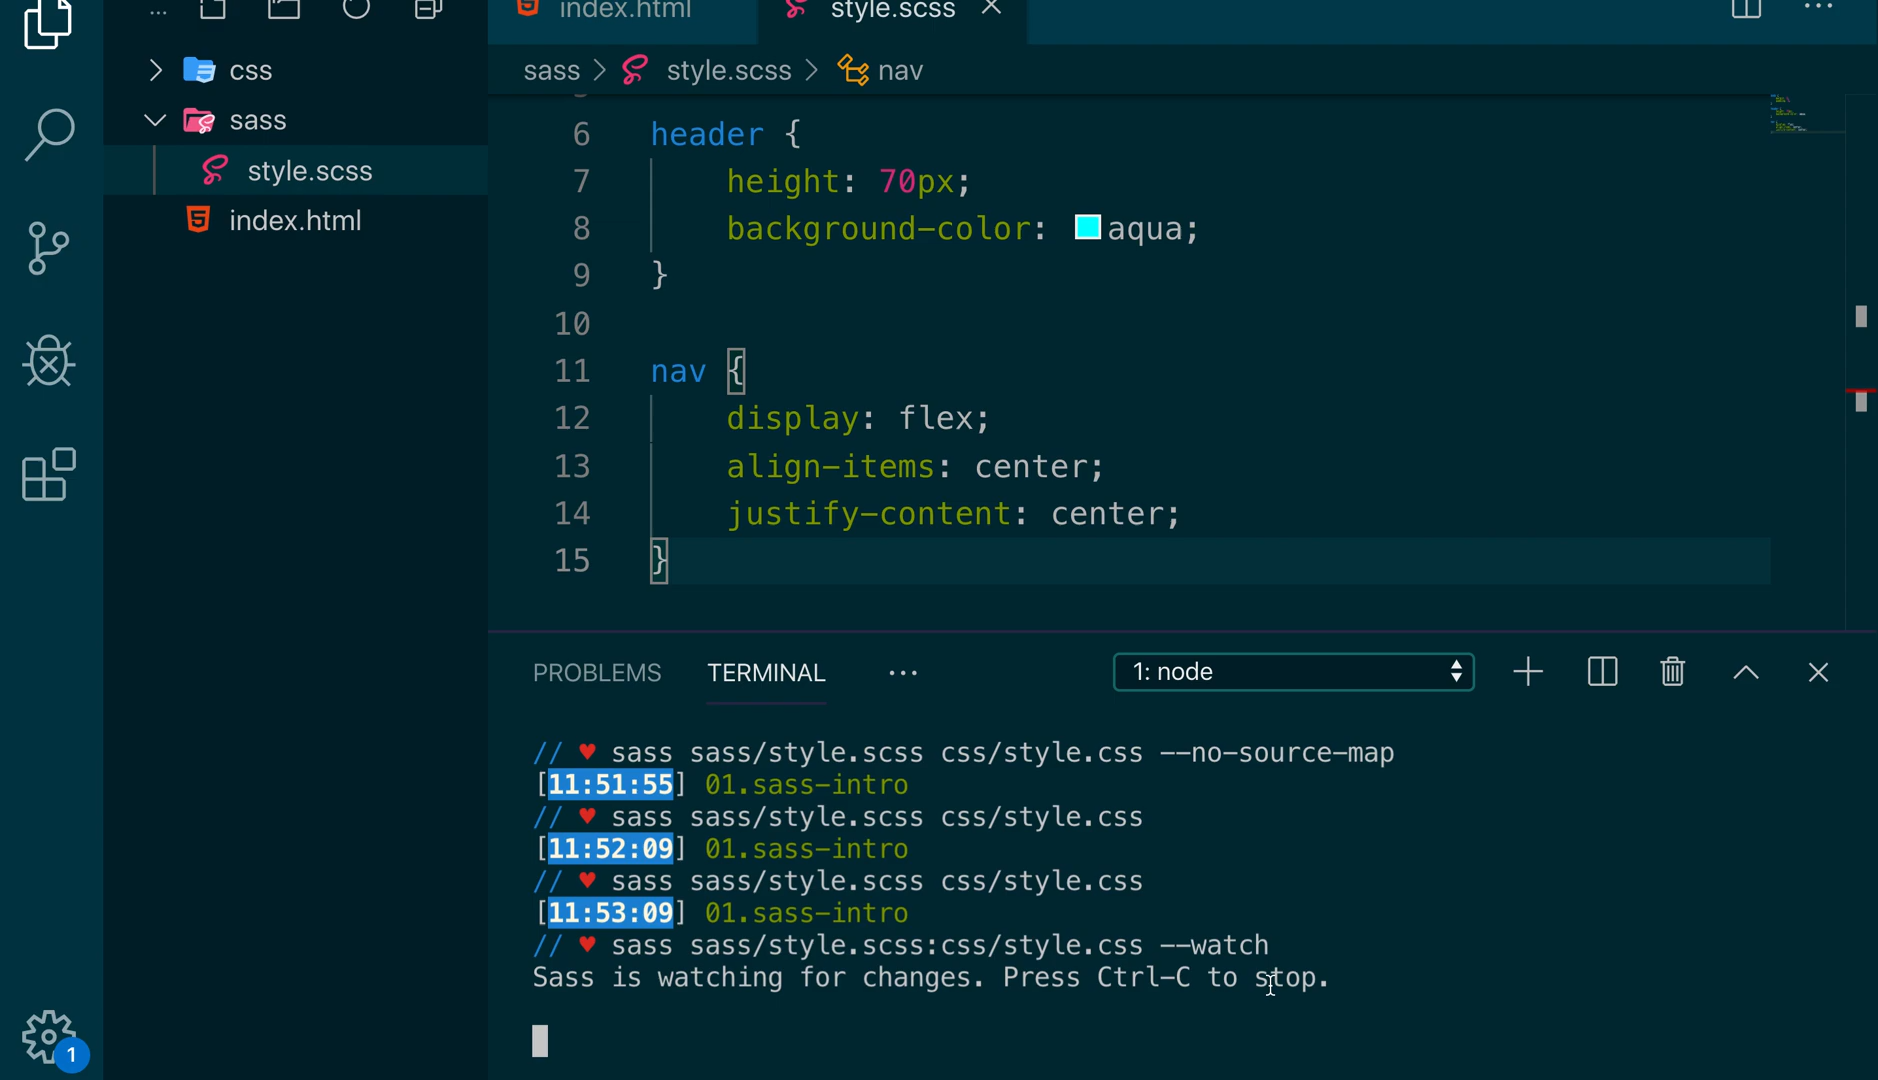 index.html
style.scss
css
sass > style.scss > nav
sass
style.scss
index.html
6 header {
7 height: 70px;
8 background-color: aqua;
9 }
10
11 nav {
12 display: flex;
13 align-items: center;
14 justify-content: center;
15 }
PROBLEMS TERMINAL ... 1: node
// ♥ sass sass/style.scss css/style.css --no-source-map
[11:51:55] 01.sass-intro
// ♥ sass sass/style.scss css/style.css
[11:52:09] 01.sass-intro
// ♥ sass sass/style.scss css/style.css
[11:53:09] 01.sass-intro
// ♥ sass sass/style.scss:css/style.css --watch
Sass is watching for changes. Press Ctrl-C to stop.
1